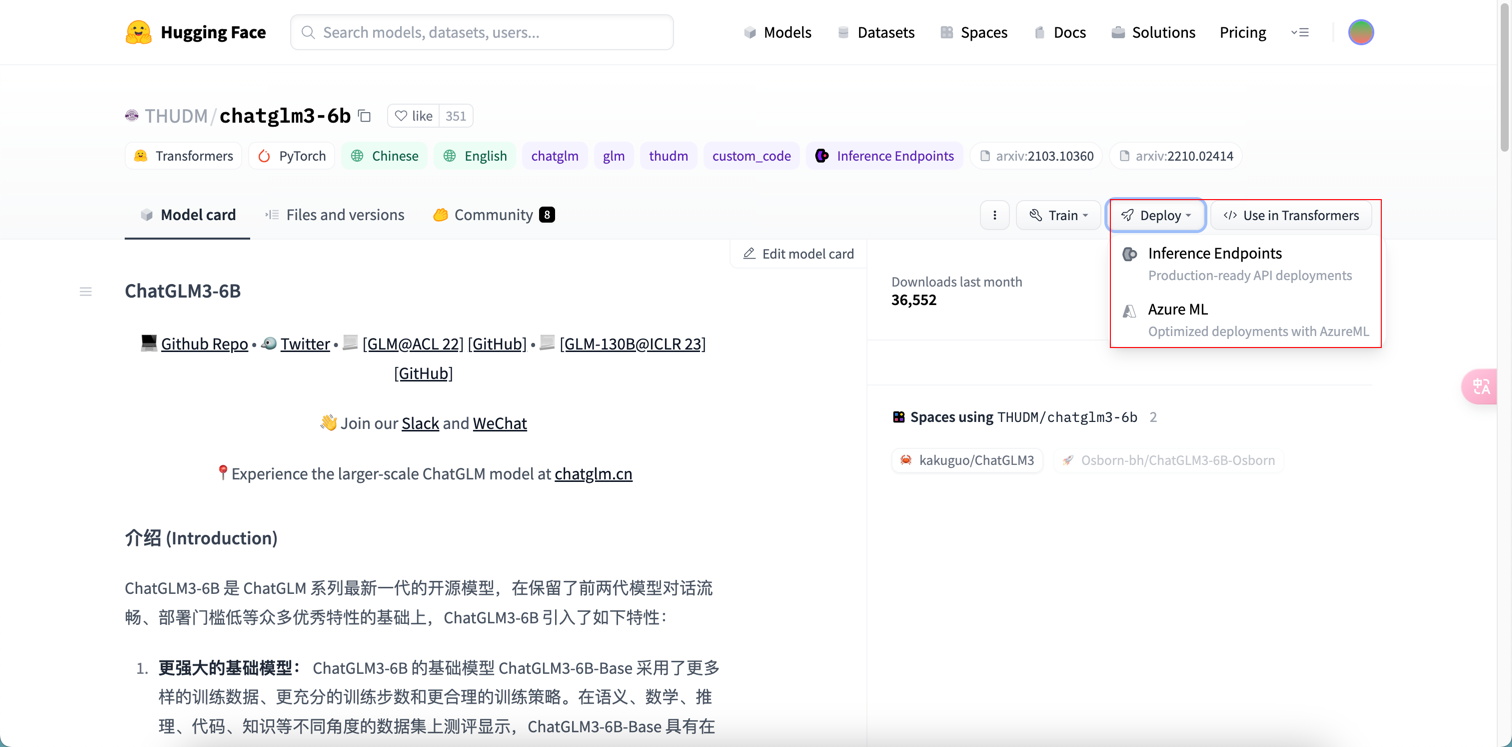 Hugging Face
Search models, datasets, users...
Models
Datasets
Spaces
Docs
Solutions
Pricing
THUDM/chatglm3-6b
like 351
Transformers
PyTorch
Chinese
English
chatglm
glm
thudm
custom_code
Inference Endpoints
arxiv:2103.10360
arxiv:2210.02414
Model card
Files and versions
Community 8
Train
Deploy
</> Use in Transformers
Inference Endpoints
Production-ready API deployments
Azure ML
Optimized deployments with AzureML
Edit model card
ChatGLM3-6B
Github Repo • Twitter • [GLM@ACL 22] [GitHub] • [GLM-130B@ICLR 23]
[GitHub]
Join our Slack and WeChat
Experience the larger-scale ChatGLM model at chatglm.cn
介绍 (Introduction)
ChatGLM3-6B 是 ChatGLM 系列最新一代的开源模型，在保留了前两代模型对话流
畅、部署门槛低等众多优秀特性的基础上，ChatGLM3-6B 引入了如下特性：
1. 更强大的基础模型： ChatGLM3-6B 的基础模型 ChatGLM3-6B-Base 采用了更多
样的训练数据、更充分的训练步数和更合理的训练策略。在语义、数学、推
理、代码、知识等不同角度的数据集上测评显示，ChatGLM3-6B-Base 具有在
Downloads last month
36,552
Spaces using THUDM/chatglm3-6b 2
kakuguo/ChatGLM3
Osborn-bh/ChatGLM3-6B-Osborn
中A